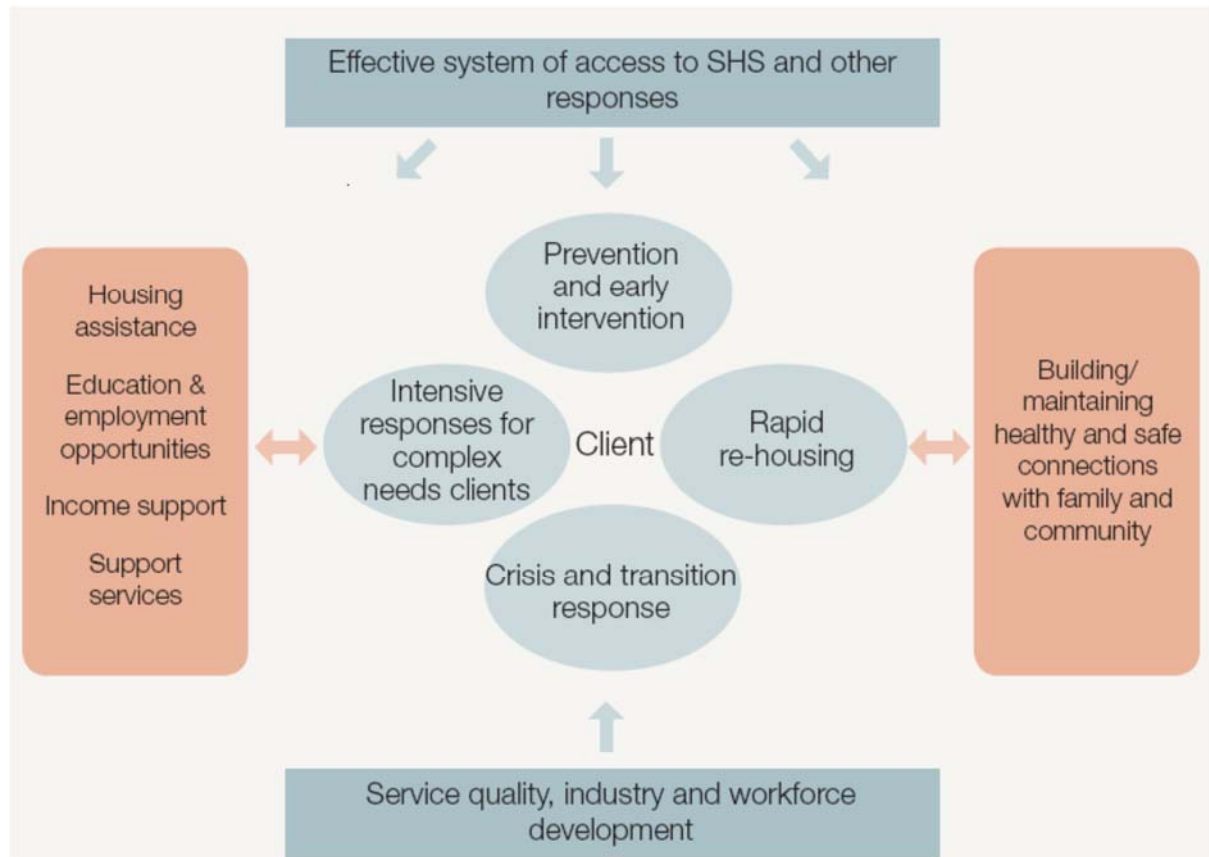 Effective system of access to SHS and other
responses
Prevention
and early
intervention
Housing
assistance
Education &
employment
opportunities
Income support
Support
services
Intensive
responses for
complex
needs clients
Client
Rapid
re-housing
Building/
maintaining
healthy and safe
connections
with family and
community
Crisis and transition
response
Service quality, industry and workforce
development